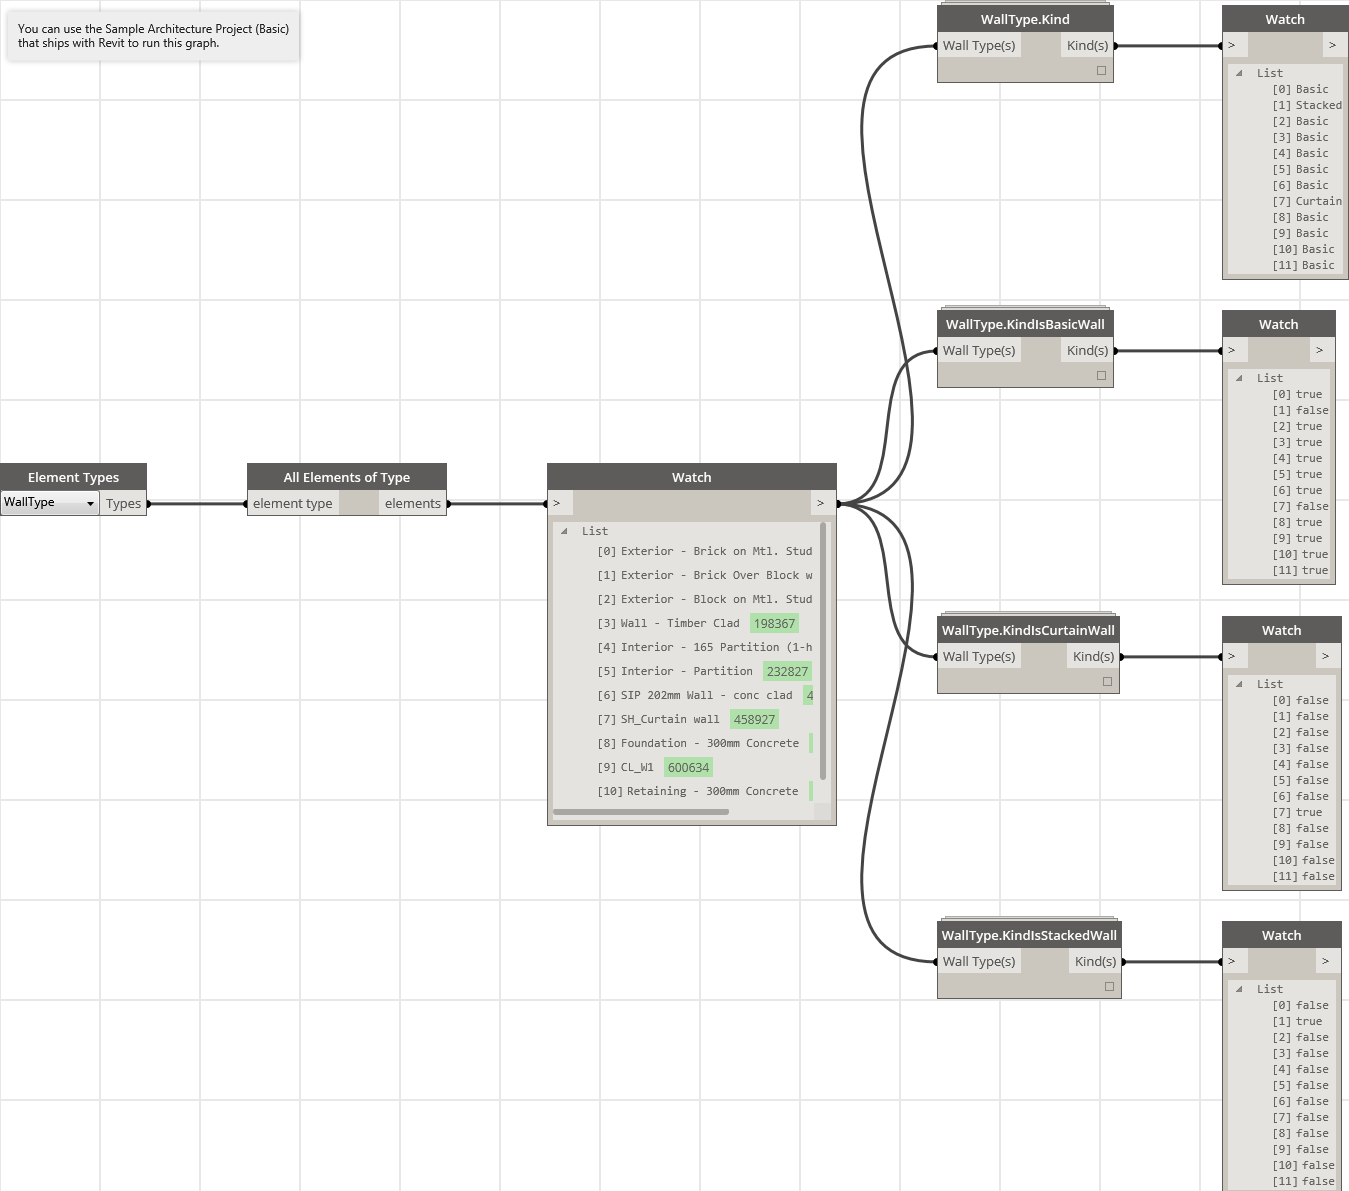 You can use the Sample Architecture Project (Basic)
that ships with Revit to run this graph.
WallType.Kind
Wall Type(s) Kind(s)
Watch
> >
List
[0] Basic
[1] Stacked
[2] Basic
[3] Basic
[4] Basic
[5] Basic
[6] Basic
[7] Curtain
[8] Basic
[9] Basic
[10] Basic
[11] Basic
WallType.KindIsBasicWall
Wall Type(s) Kind(s)
Watch
> >
List
[0] true
[1] false
[2] true
[3] true
[4] true
[5] true
[6] true
[7] false
[8] true
[9] true
[10] true
[11] true
Element Types
WallType Types
All Elements of Type
element type elements
Watch
> >
List
[0] Exterior - Brick on Mtl. Stud
[1] Exterior - Brick Over Block w
[2] Exterior - Block on Mtl. Stud
[3] Wall - Timber Clad 198367
[4] Interior - 165 Partition (1-h
[5] Interior - Partition 232827
[6] SIP 202mm Wall - conc clad 4
[7] SH_Curtain wall 458927
[8] Foundation - 300mm Concrete
[9] CL_W1 600634
[10] Retaining - 300mm Concrete
WallType.KindIsCurtainWall
Wall Type(s) Kind(s)
Watch
> >
List
[0] false
[1] false
[2] false
[3] false
[4] false
[5] false
[6] false
[7] true
[8] false
[9] false
[10] false
[11] false
WallType.KindIsStackedWall
Wall Type(s) Kind(s)
Watch
> >
List
[0] false
[1] true
[2] false
[3] false
[4] false
[5] false
[6] false
[7] false
[8] false
[9] false
[10] false
[11] false